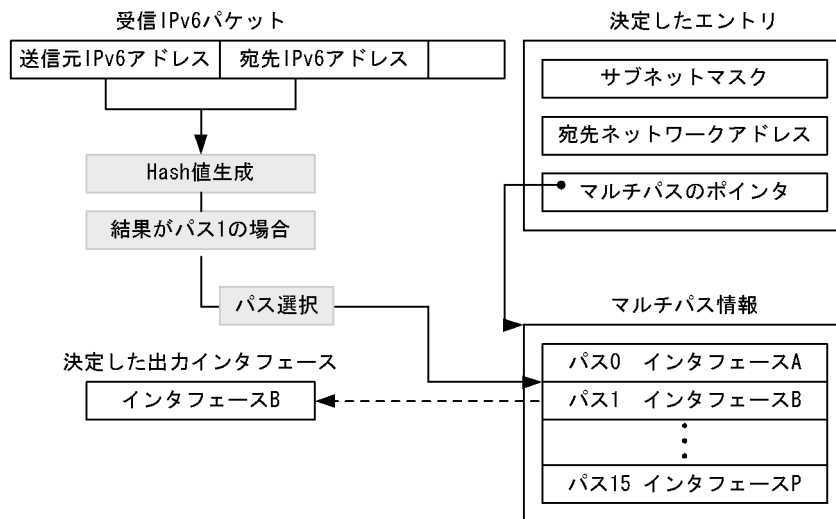 受信IPv6パケット
送信元IPv6アドレス 宛先IPv6アドレス
Hash値生成
結果がパス1の場合
パス選択
決定した出力インタフェース
インタフェースB
決定したエントリ
サブネットマスク
宛先ネットワークアドレス
マルチパスのポインタ
マルチパス情報
パス0 インタフェースA
パス1 インタフェースB
パス15 インタフェースP